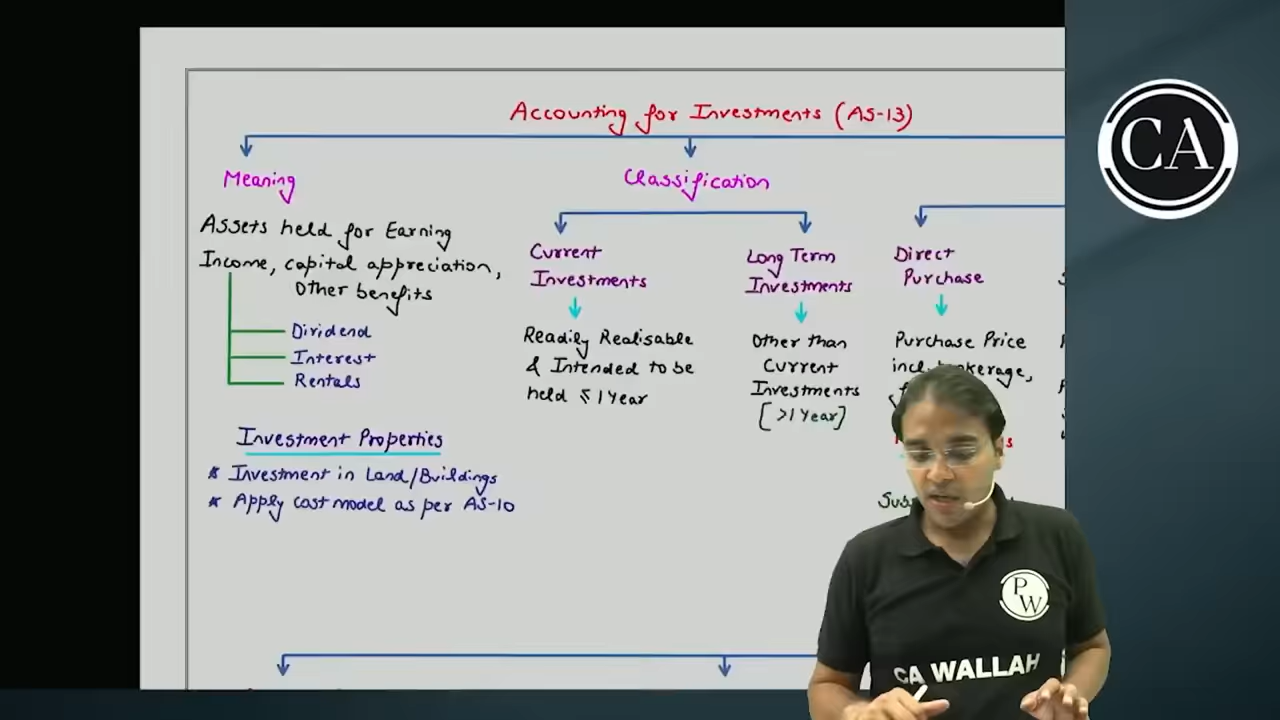 Accounting for Investments (AS-13)
Meaning
Assets held for Earning
Income, capital appreciation,
Other benefits
Dividend
Interest
Rentals
Investment Properties
* Investment in Land/Buildings
* Apply cost model as per AS-10
Classification
Current
Investments
Readily Realisable
& Intended to be
held ≤ 1 Year
Long Term
Investments
Other than
Current
Investments
[>1 Year]
Direct
Purchase
Purchase Price
CA
PW
CA WALLAH